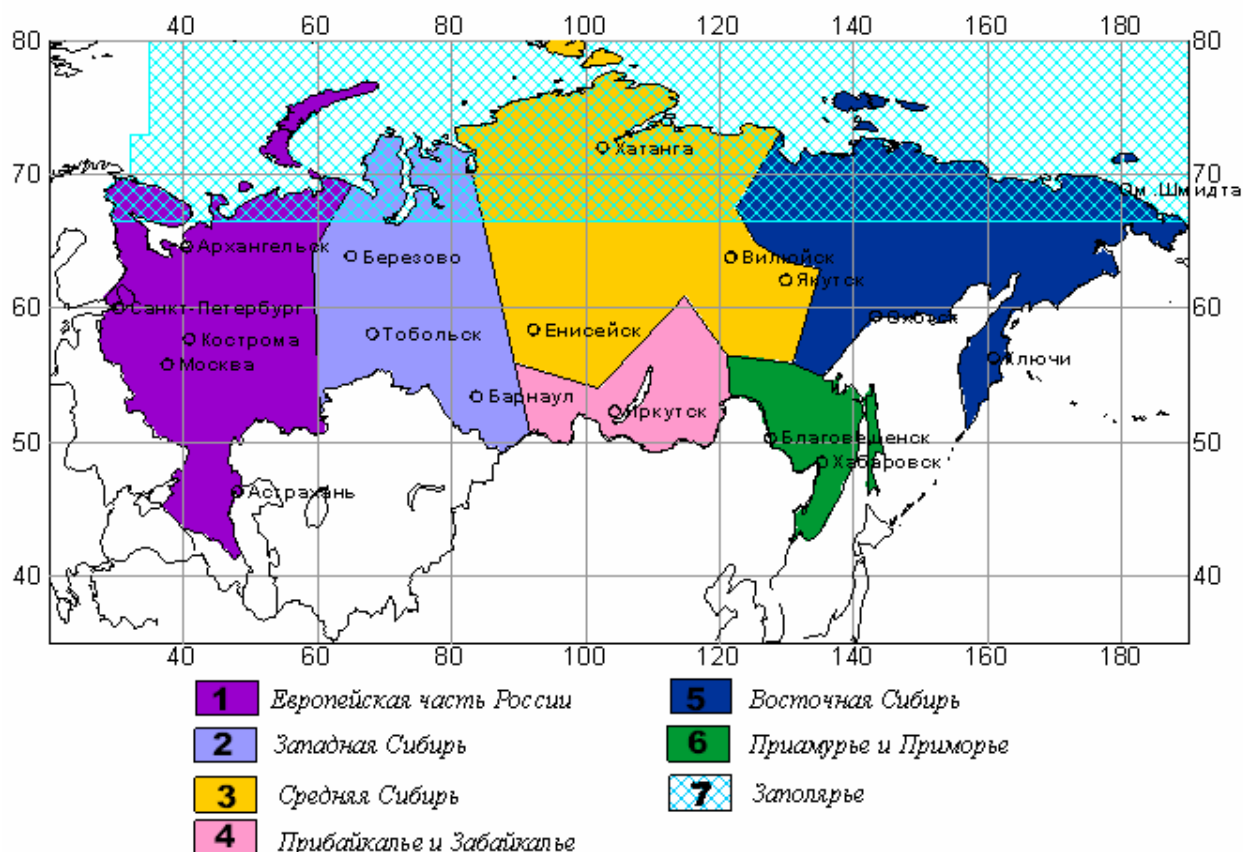 40 60 80 100 120 140 160 180
80 80
70 70
Хатанга
м. Шмидта
Архангельск
Березово
Вилюйск
Якутск
60 60
Санкт-Петербург
Охотск
Тобольск
Енисейск
Кострома
Москва
Ключи
Барнаул
Иркутск
50 50
Благовещенск
Хабаровск
Астрахань
40 40
40 60 80 100 120 140 160 180
1 Европейская часть России
2 Западная Сибирь
3 Средняя Сибирь
4 Прибайкалье и Забайкалье
5 Восточная Сибирь
6 Приамурье и Приморье
7 Заполярье